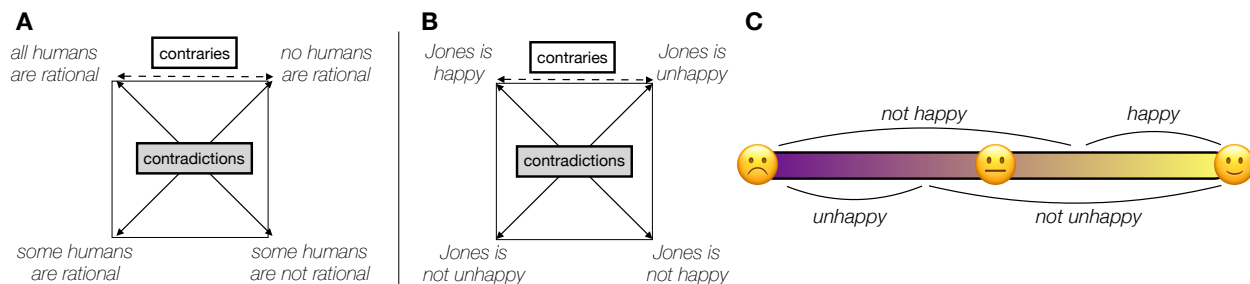 A
all humans
are rational
contraries
no humans
are rational
contradictions
some humans
are rational
some humans
are not rational
B
Jones is
happy
contraries
Jones is
unhappy
contradictions
Jones is
not unhappy
Jones is
not happy
C
not happy
happy
unhappy
not unhappy